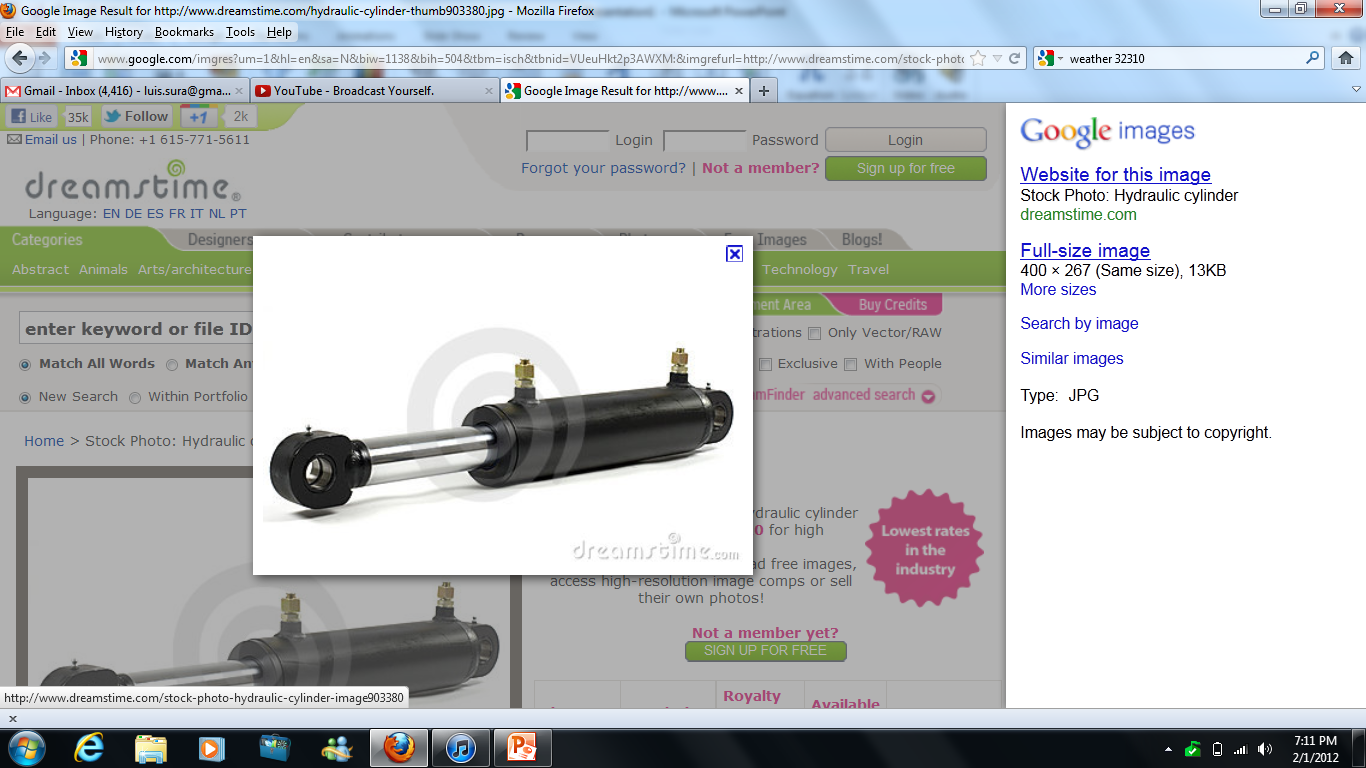 Google Image Result for http://www.dreamstime.com/hydraulic-cylinder-thumb903380.jpg - Mozilla Firefox
Microsoft PowerPoint
File Edit View History Bookmarks Tools Help
www.google.com/imgres?um=1&hl=en&sa=N&biw=1138&bih=504&tbm=isch&tbnid=VUeuHkt2p3AWXM:&imgrefurl=http://www.dreamstime.com/stock-phot
weather 32310
Gmail - Inbox (4,416) - luis.sura@gma...
YouTube - Broadcast Yourself.
Google Image Result for http://www....
Like 35k Follow +1 2k
Email us | Phone: +1 615-771-5611
Login Password Login
Forgot your password? | Not a member? Sign up for free
dreamstime®
Language: EN DE ES FR IT NL PT
Categories Designers Images Blogs!
Abstract Animals Arts/architecture Technology Travel
Area Buy Credits
enter keyword or file ID
Only Vector/RAW
Match All Words
Exclusive With People
New Search Within Portfolio
advanced search
Home > Stock Photo: Hydraulic
cylinder
for high
free images,
access high-resolution image comps or sell
their own photos!
Lowest rates
in the
industry
Not a member yet?
SIGN UP FOR FREE
Royalty
Available
dreamstime.com
Google images
Website for this image
Stock Photo: Hydraulic cylinder
dreamstime.com
Full-size image
400 × 267 (Same size), 13KB
More sizes
Search by image
Similar images
Type: JPG
Images may be subject to copyright.
http://www.dreamstime.com/stock-photo-hydraulic-cylinder-image903380
x
7:11 PM
2/1/2012